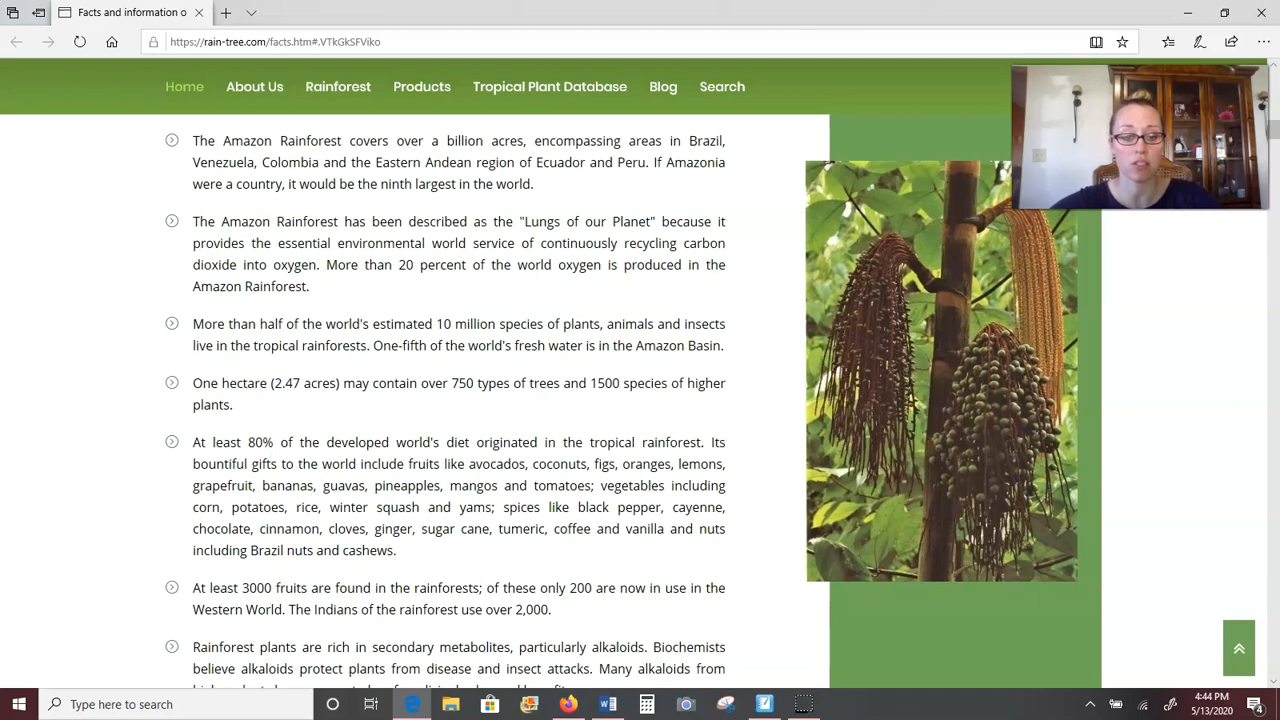 Facts and information o
https://rain-tree.com/facts.htm#.VTkGkSFViko
Home About Us Rainforest Products Tropical Plant Database Blog Search
The Amazon Rainforest covers over a billion acres, encompassing areas in Brazil,
Venezuela, Colombia and the Eastern Andean region of Ecuador and Peru. If Amazonia
were a country, it would be the ninth largest in the world.
The Amazon Rainforest has been described as the "Lungs of our Planet" because it
provides the essential environmental world service of continuously recycling carbon
dioxide into oxygen. More than 20 percent of the world oxygen is produced in the
Amazon Rainforest.
More than half of the world's estimated 10 million species of plants, animals and insects
live in the tropical rainforests. One-fifth of the world's fresh water is in the Amazon Basin.
One hectare (2.47 acres) may contain over 750 types of trees and 1500 species of higher
plants.
At least 80% of the developed world's diet originated in the tropical rainforest. Its
bountiful gifts to the world include fruits like avocados, coconuts, figs, oranges, lemons,
grapefruit, bananas, guavas, pineapples, mangos and tomatoes; vegetables including
corn, potatoes, rice, winter squash and yams; spices like black pepper, cayenne,
chocolate, cinnamon, cloves, ginger, sugar cane, tumeric, coffee and vanilla and nuts
including Brazil nuts and cashews.
At least 3000 fruits are found in the rainforests; of these only 200 are now in use in the
Western World. The Indians of the rainforest use over 2,000.
Rainforest plants are rich in secondary metabolites, particularly alkaloids. Biochemists
believe alkaloids protect plants from disease and insect attacks. Many alkaloids from
Type here to search
4:44 PM
5/13/2020